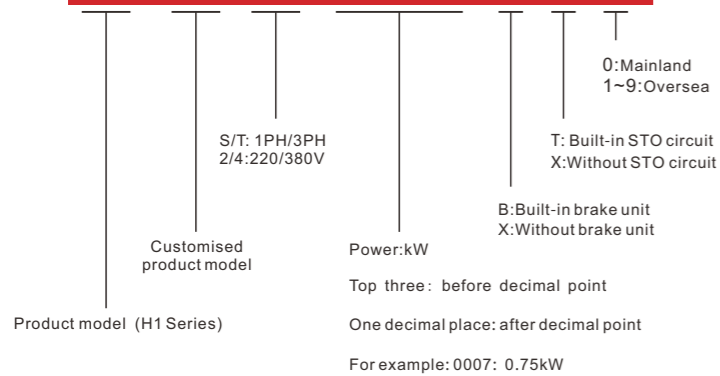 0:Mainland
1~9:Oversea
S/T: 1PH/3PH
2/4:220/380V
T: Built-in STO circuit
X:Without STO circuit
B:Built-in brake unit
X:Without brake unit
Customised
product model
Power:kW
Top three: before decimal point
Product model (H1 Series)
One decimal place: after decimal point
For example: 0007: 0.75kW